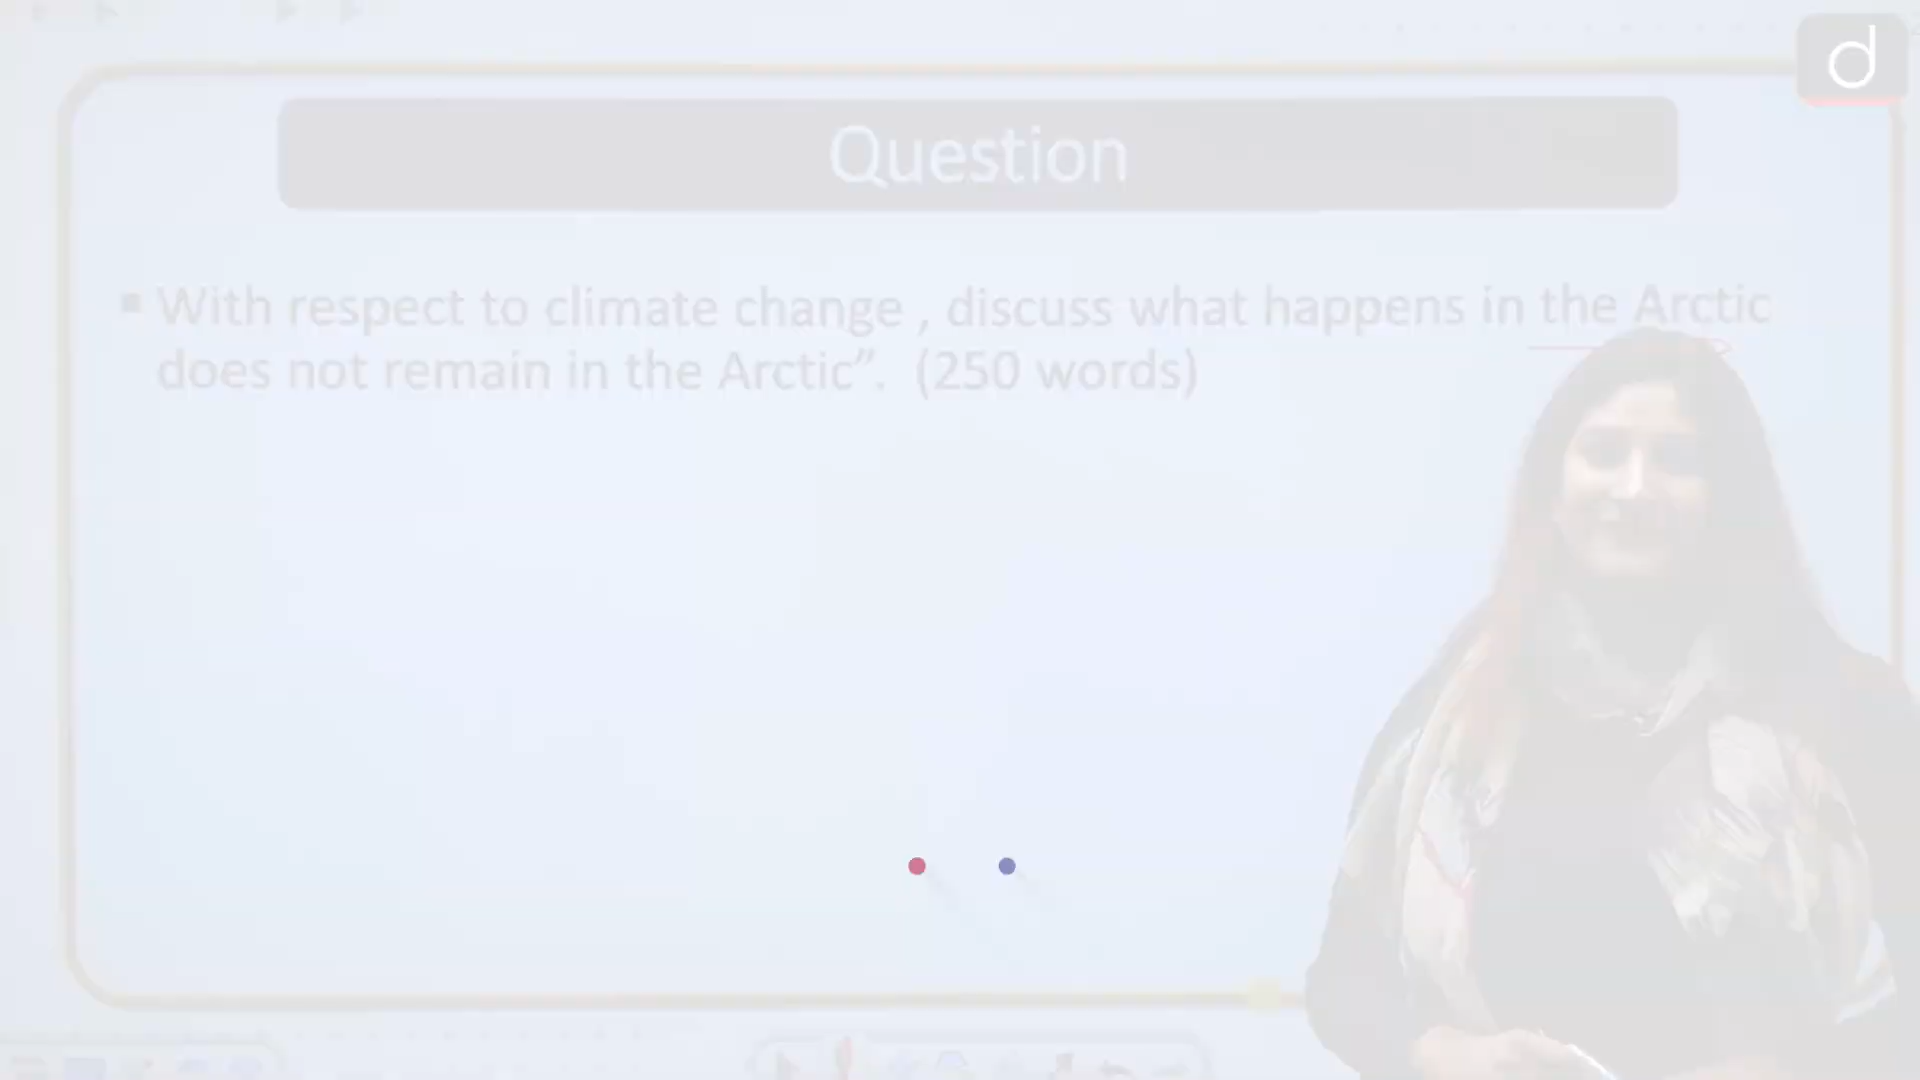 d
Question
▪ With respect to climate change , discuss what happens in the Arctic
does not remain in the Arctic”. (250 words)